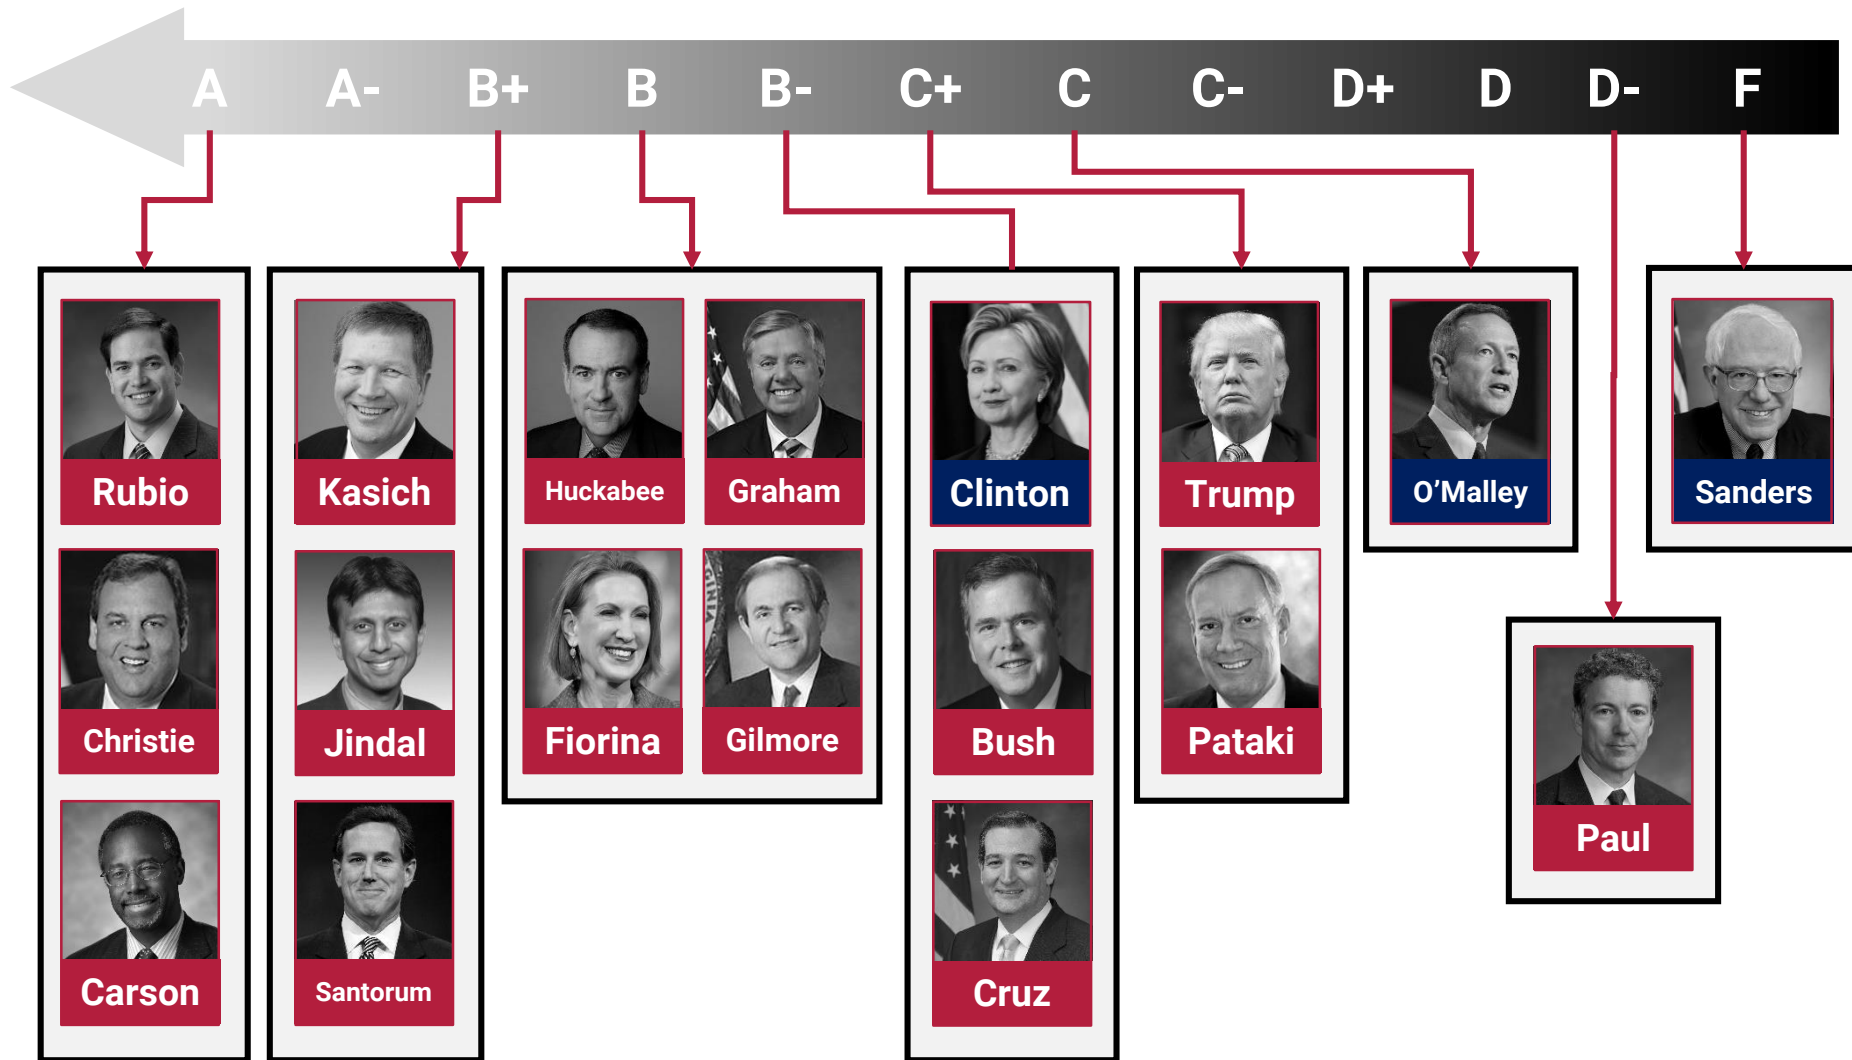 A A- B+ B B- C+ C C- D+ D D- F
Rubio
Christie
Carson
Kasich
Jindal
Santorum
Huckabee
Graham
Fiorina
Gilmore
Clinton
Bush
Cruz
Trump
Pataki
O’Malley
Paul
Sanders